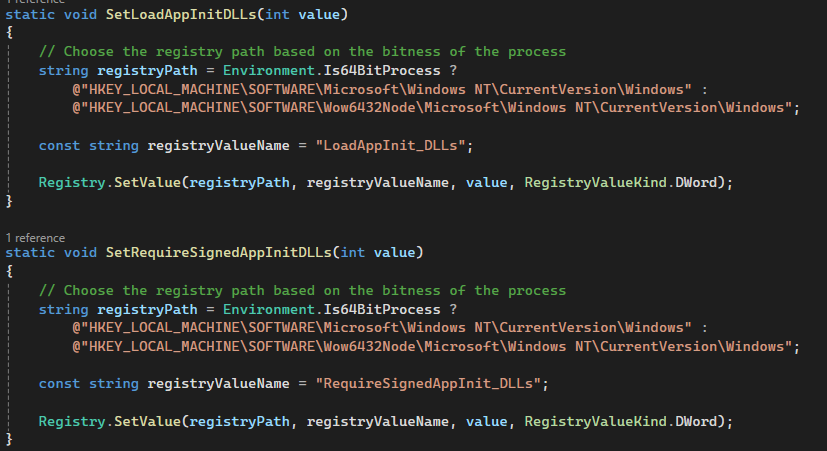 1 reference
static void SetLoadAppInitDLLs(int value)
{
// Choose the registry path based on the bitness of the process
string registryPath = Environment.Is64BitProcess ?
@"HKEY_LOCAL_MACHINE\SOFTWARE\Microsoft\Windows NT\CurrentVersion\Windows" :
@"HKEY_LOCAL_MACHINE\SOFTWARE\Wow6432Node\Microsoft\Windows NT\CurrentVersion\Windows";
const string registryValueName = "LoadAppInit_DLLs";
Registry.SetValue(registryPath, registryValueName, value, RegistryValueKind.DWord);
}
1 reference
static void SetRequireSignedAppInitDLLs(int value)
{
// Choose the registry path based on the bitness of the process
string registryPath = Environment.Is64BitProcess ?
@"HKEY_LOCAL_MACHINE\SOFTWARE\Microsoft\Windows NT\CurrentVersion\Windows" :
@"HKEY_LOCAL_MACHINE\SOFTWARE\Wow6432Node\Microsoft\Windows NT\CurrentVersion\Windows";
const string registryValueName = "RequireSignedAppInit_DLLs";
Registry.SetValue(registryPath, registryValueName, value, RegistryValueKind.DWord);
}